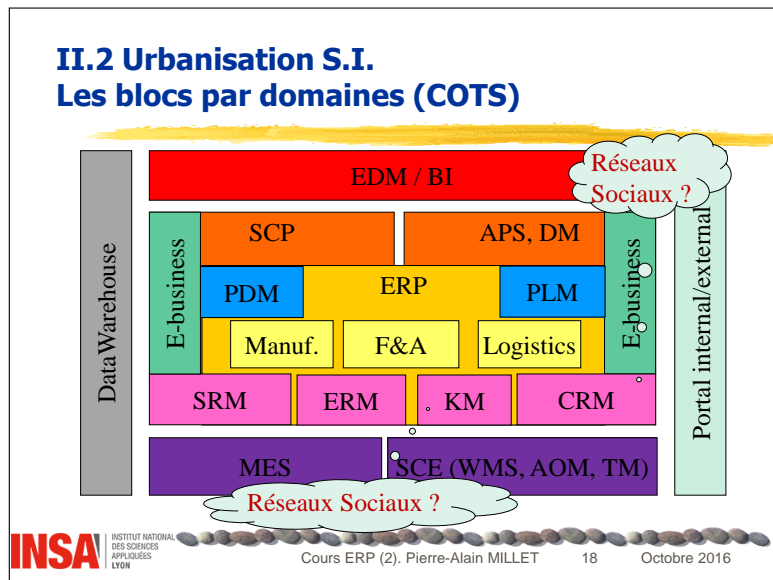 II.2 Urbanisation S.I.
Les blocs par domaines (COTS)
Réseaux
Sociaux ?
EDM / BI
SCP
APS, DM
E-business
E-business
PDM
ERP
PLM
Manuf.
F&A
Logistics
DataWarehouse
Portal internal/external
SRM
ERM
KM
CRM
MES
SCE (WMS, AOM, TM)
Réseaux Sociaux ?
INSA
INSTITUT NATIONAL
DES SCIENCES
APPLIQUÉES
LYON
Cours ERP (2). Pierre-Alain MILLET
18
Octobre 2016